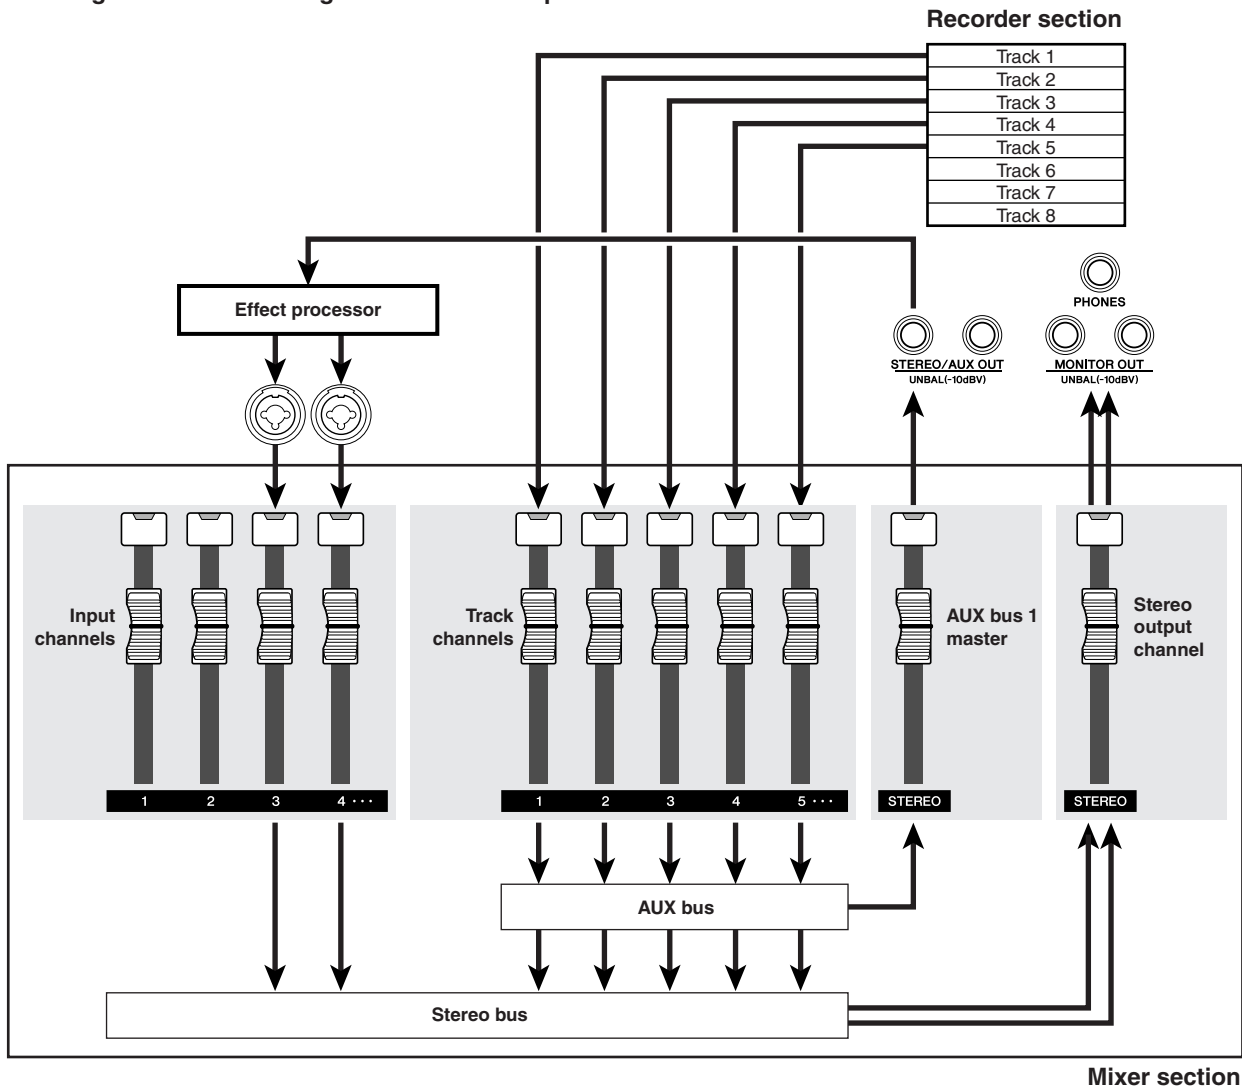 Recorder section
Track 1
Track 2
Track 3
Track 4
Track 5
Track 6
Track 7
Track 8
PHONES
Effect processor
STEREO/AUX OUT
UNBAL(-10dBV)
MONITOR OUT
UNBAL(-10dBV)
Input
channels
Track
channels
AUX bus 1
master
Stereo
output
channel
1 2 3 4 ···
1 2 3 4 5 ···
STEREO
STEREO
AUX bus
Stereo bus
Mixer section